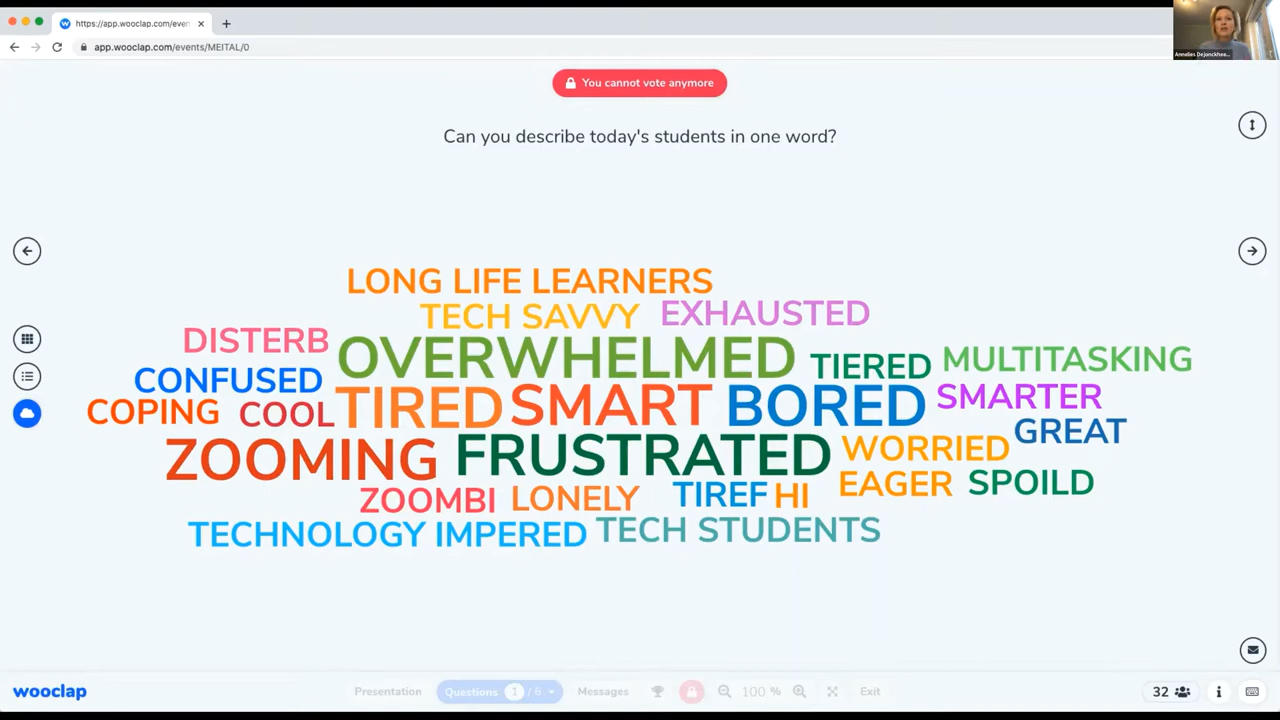 https://app.wooclap.com/even
app.wooclap.com/events/MEITAL/0
Annelies Dejonckhee...
You cannot vote anymore
Can you describe today's students in one word?
LONG LIFE LEARNERS
TECH SAVVY EXHAUSTED
DISTERB OVERWHELMED TIERED MULTITASKING
CONFUSED TIRED SMART BORED SMARTER
COPING COOL GREAT
ZOOMING FRUSTRATED WORRIED
EAGER SPOILD
ZOOMBI LONELY TIREF HI
TECHNOLOGY IMPERED TECH STUDENTS
wooclap Presentation Questions 1 / 6 Messages 100 % Exit 32